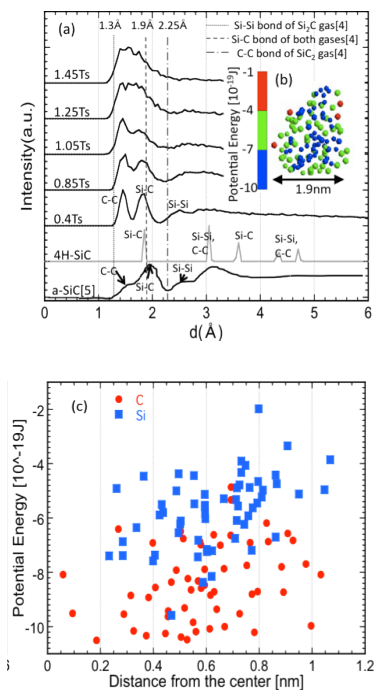 (a)
1.3Å 1.9Å 2.25Å
Si-Si bond of Si₂C gas[4]
Si-C bond of both gases[4]
C-C bond of SiC₂ gas[4]
Intensity(a.u.)
1.45Ts
1.25Ts
1.05Ts
0.85Ts
0.4Ts
4H-SiC
a-SiC[5]
C-C
Si-C
Si-Si
Si-C
Si-Si,
C-C
Si-C
Si-Si,
C-C
C-C
Si-C
Si-Si
0 1 2 3 4 5 6
d(Å)
(b)
Potential Energy [10⁻¹⁹J]
-1
-4
-7
-10
1.9nm
(c)
C
Si
Potential Energy [10^-19J]
-2
-4
-6
-8
-10
0 0.2 0.4 0.6 0.8 1.0 1.2
Distance from the center [nm]